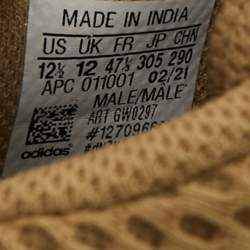 MADE IN INDIA
US UK FR JP CHN
12½ 12 47⅓ 305 290
APC 011001 02/21
MALE/MALE
ART GW0297
adidas